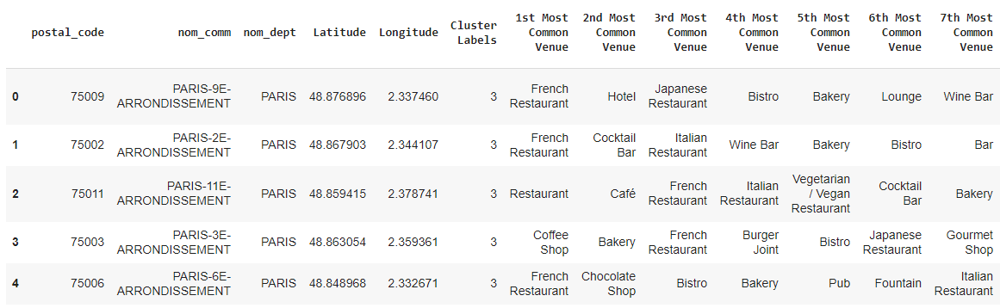 postal_code nom_comm nom_dept Latitude Longitude Cluster Labels 1st Most Common Venue 2nd Most Common Venue 3rd Most Common Venue 4th Most Common Venue 5th Most Common Venue 6th Most Common Venue 7th Most Common Venue
0 75009 PARIS-9E-ARRONDISSEMENT PARIS 48.876896 2.337460 3 French Restaurant Hotel Japanese Restaurant Bistro Bakery Lounge Wine Bar
1 75002 PARIS-2E-ARRONDISSEMENT PARIS 48.867903 2.344107 3 French Restaurant Cocktail Bar Italian Restaurant Wine Bar Bakery Bistro Bar
2 75011 PARIS-11E-ARRONDISSEMENT PARIS 48.859415 2.378741 3 Restaurant Café French Restaurant Italian Restaurant Vegetarian / Vegan Restaurant Cocktail Bar Bakery
3 75003 PARIS-3E-ARRONDISSEMENT PARIS 48.863054 2.359361 3 Coffee Shop Bakery French Restaurant Burger Joint Bistro Japanese Restaurant Gourmet Shop
4 75006 PARIS-6E-ARRONDISSEMENT PARIS 48.848968 2.332671 3 French Restaurant Chocolate Shop Bistro Bakery Pub Fountain Italian Restaurant